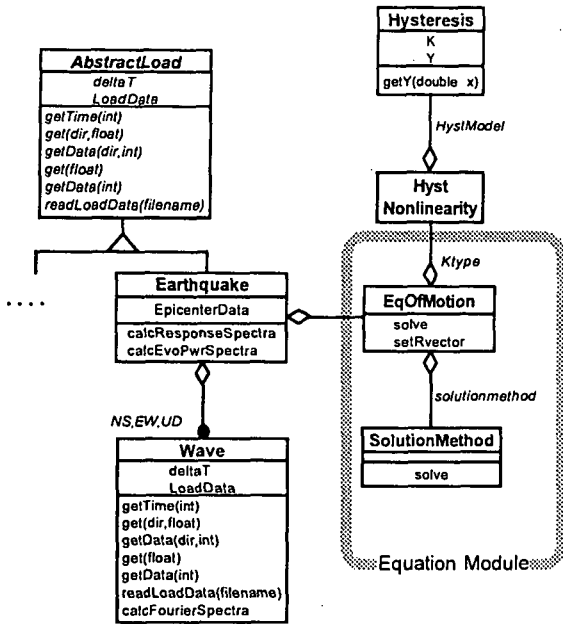 AbstractLoad
deltaT
LoadData
getTime(int)
get(dir,float)
getData(dir,int)
get(float)
getData(int)
readLoadData(filename)
Hysteresis
K
Y
getY(double x)
HystModel
Hyst
Nonlinearity
Ktype
Earthquake
EpicenterData
calcResponseSpectra
calcEvoPwrSpectra
EqOfMotion
solve
setRvector
solutionmethod
NS,EW,UD
Wave
deltaT
LoadData
getTime(int)
get(dir,float)
getData(dir,int)
get(float)
getData(int)
readLoadData(filename)
calcFourierSpectra
SolutionMethod
solve
Equation Module